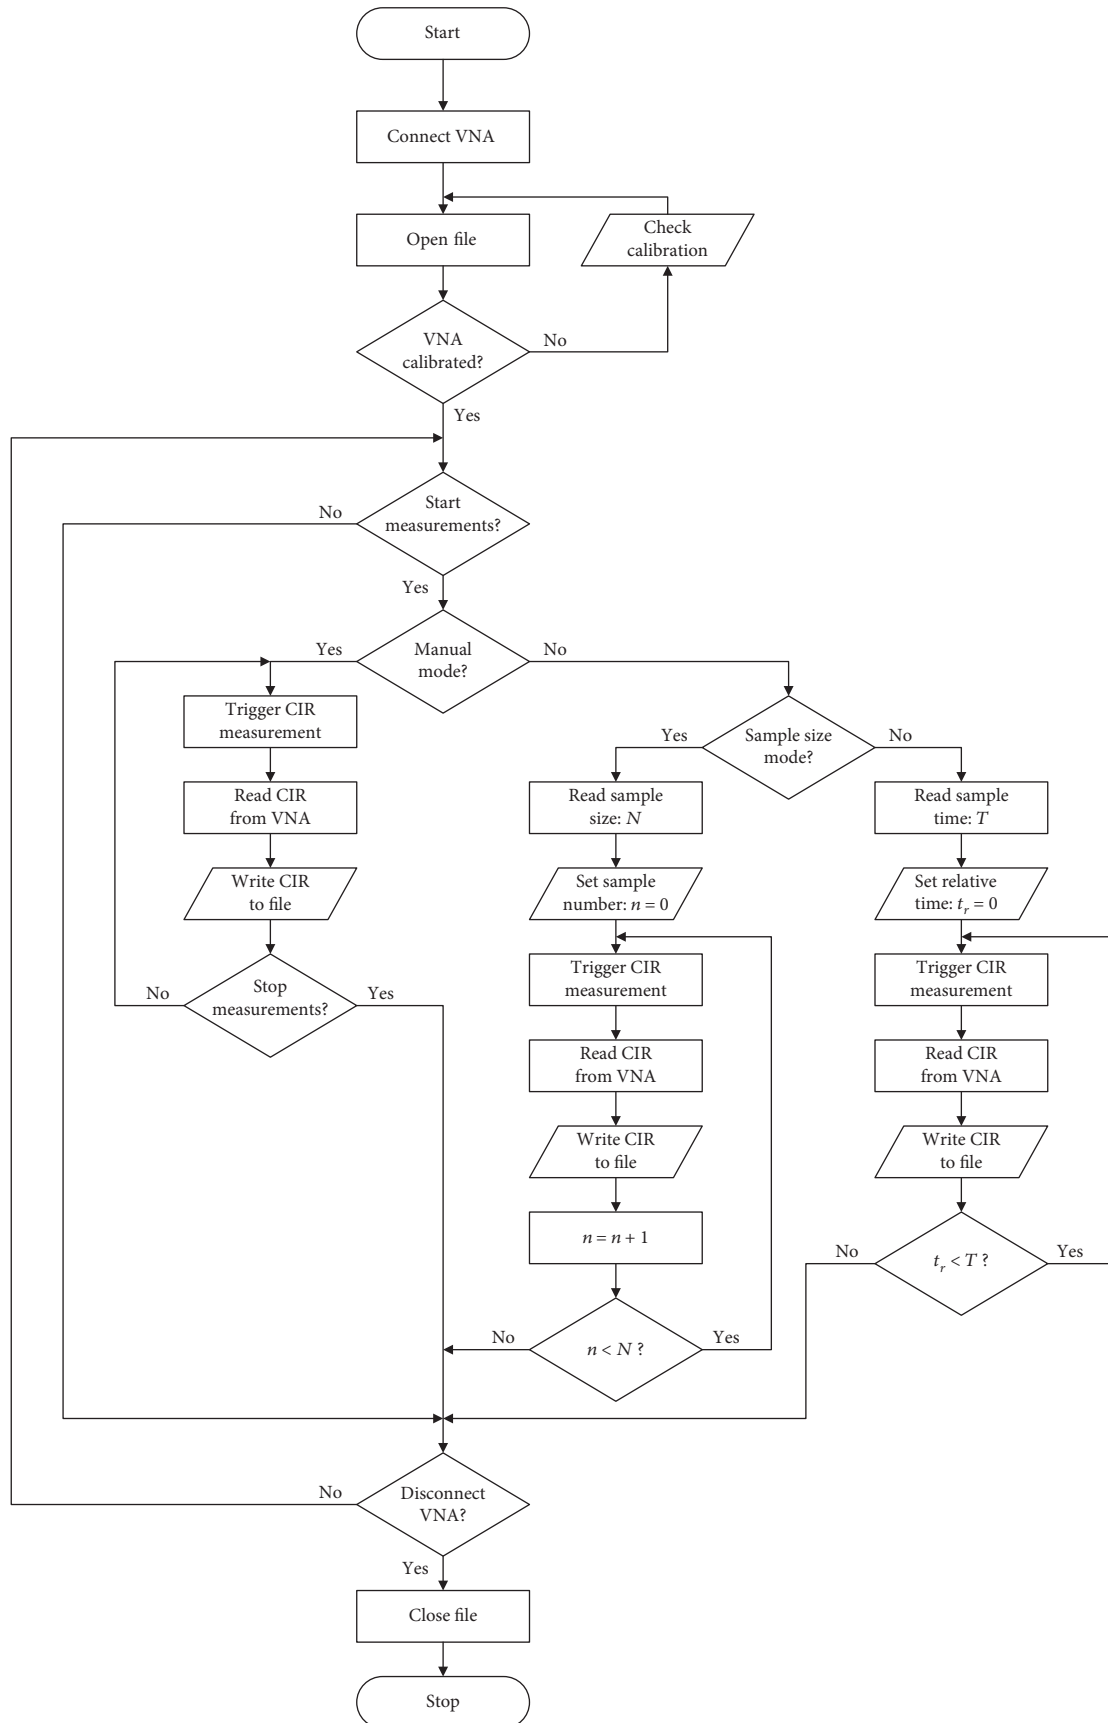 Start
Connect VNA
Open file
Check
calibration
VNA
calibrated?
No
Yes
Start
measurements?
No
Yes
Manual
mode?
Yes
No
Trigger CIR
measurement
Read CIR
from VNA
Write CIR
to file
Stop
measurements?
No
Yes
Sample size
mode?
Yes
No
Read sample
size: N
Set sample
number: n = 0
Trigger CIR
measurement
Read CIR
from VNA
Write CIR
to file
n = n + 1
n < N ?
No
Yes
Read sample
time: T
Set relative
time: tᵣ = 0
Trigger CIR
measurement
Read CIR
from VNA
Write CIR
to file
tᵣ < T ?
No
Yes
Disconnect
VNA?
No
Yes
Close file
Stop